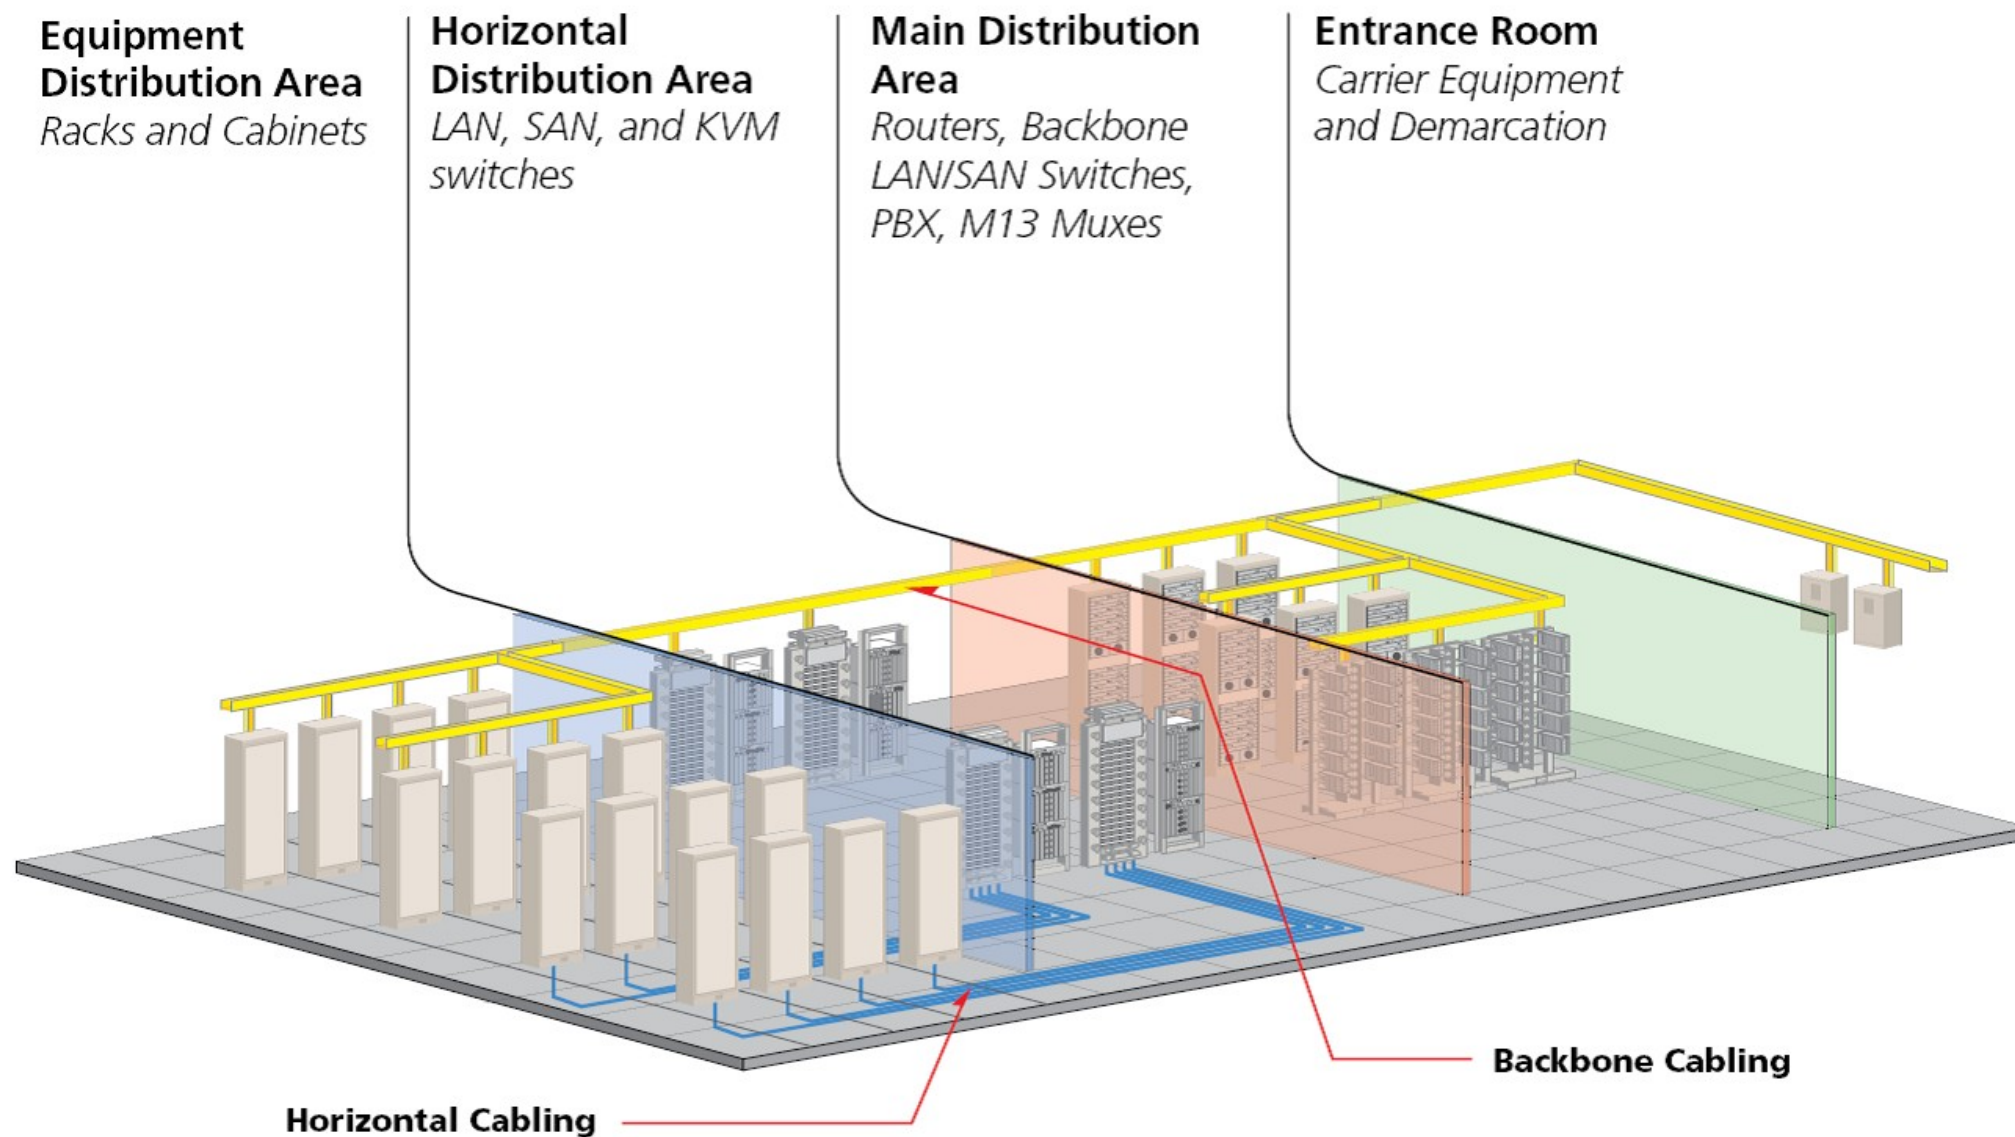 Equipment
Distribution Area
Racks and Cabinets
Horizontal
Distribution Area
LAN, SAN, and KVM
switches
Main Distribution
Area
Routers, Backbone
LAN/SAN Switches,
PBX, M13 Muxes
Entrance Room
Carrier Equipment
and Demarcation
Backbone Cabling
Horizontal Cabling